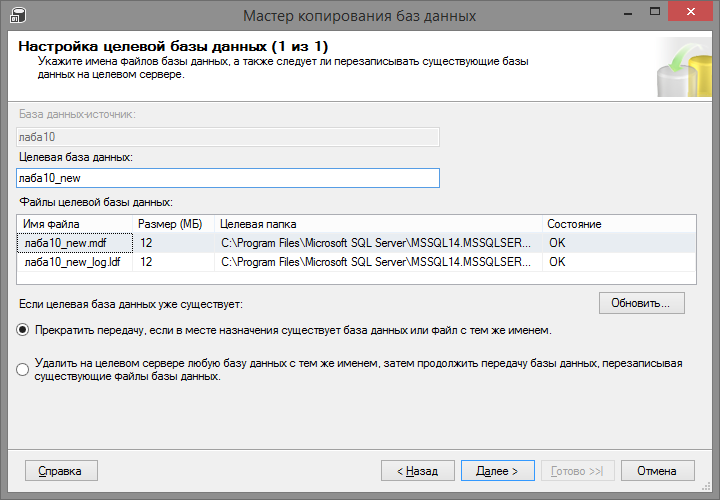 Мастер копирования баз данных
Настройка целевой базы данных (1 из 1)
Укажите имена файлов базы данных, а также следует ли перезаписывать существующие базы
данных на целевом сервере.
База данных-источник:
лаба10
Целевая база данных:
лаба10_new
Файлы целевой базы данных:
Имя файла Размер (МБ) Целевая папка Состояние
лаба10_new.mdf 12 C:\Program Files\Microsoft SQL Server\MSSQL14.MSSQLSER... OK
лаба10_new_log.ldf 12 C:\Program Files\Microsoft SQL Server\MSSQL14.MSSQLSER... OK
Если целевая база данных уже существует: Обновить...
Прекратить передачу, если в месте назначения существует база данных или файл с тем же именем.
Удалить на целевом сервере любую базу данных с тем же именем, затем продолжить передачу базы данных, перезаписывая
существующие файлы базы данных.
Справка < Назад Далее > Готово >>| Отмена